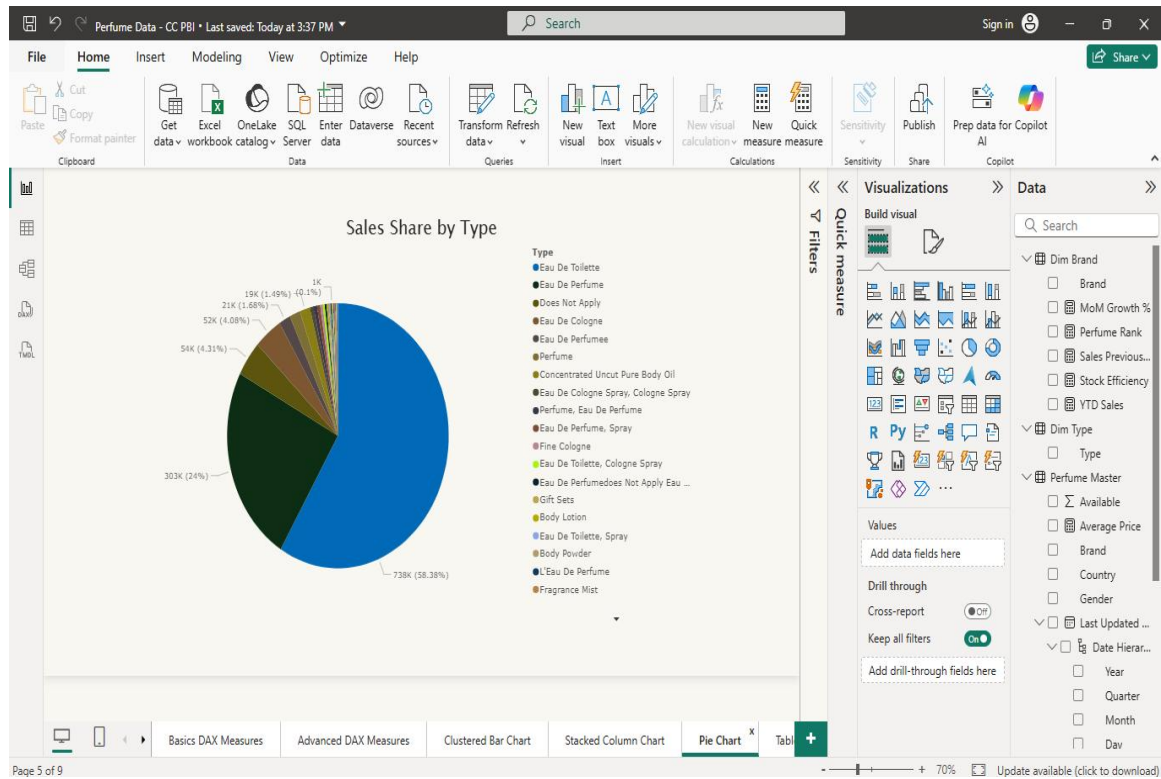 Perfume Data - CC PBI • Last saved: Today at 3:37 PM
Search
Sign in
File Home Insert Modeling View Optimize Help
Share
Paste
Cut
Copy
Format painter
Clipboard
Get data
Excel workbook
OneLake catalog
SQL Server
Enter data
Dataverse
Recent sources
Data
Transform data
Refresh
Queries
New visual
Text box
More visuals
Insert
New visual calculation
New measure
Quick measure
Calculations
Sensitivity
Sensitivity
Publish
Share
Prep data for AI
Copilot
Copilot
Sales Share by Type
1K
(0.1%)
19K (1.49%)
21K (1.68%)
52K (4.08%)
54K (4.31%)
303K (24%)
738K (58.38%)
Type
Eau De Toilette
Eau De Perfume
Does Not Apply
Eau De Cologne
Eau De Perfumee
Perfume
Concentrated Uncut Pure Body Oil
Eau De Cologne Spray, Cologne Spray
Perfume, Eau De Perfume
Eau De Perfume, Spray
Fine Cologne
Eau De Toilette, Cologne Spray
Eau De Perfumedoes Not Apply Eau ...
Gift Sets
Body Lotion
Eau De Toilette, Spray
Body Powder
L'Eau De Perfume
Fragrance Mist
DAX
TMDL
Filters
Quick measure
Visualizations
Build visual
123
R Py
123
Values
Add data fields here
Drill through
Cross-report
Off
Keep all filters
On
Add drill-through fields here
Data
Search
Dim Brand
Brand
MoM Growth %
Perfume Rank
Sales Previous...
Stock Efficiency
YTD Sales
Dim Type
Type
Perfume Master
Available
Average Price
Brand
Country
Gender
Last Updated ...
Date Hierar...
Year
Quarter
Month
Day
Basics DAX Measures
Advanced DAX Measures
Clustered Bar Chart
Stacked Column Chart
Pie Chart
Tabl
Page 5 of 9
70%
Update available (click to download)